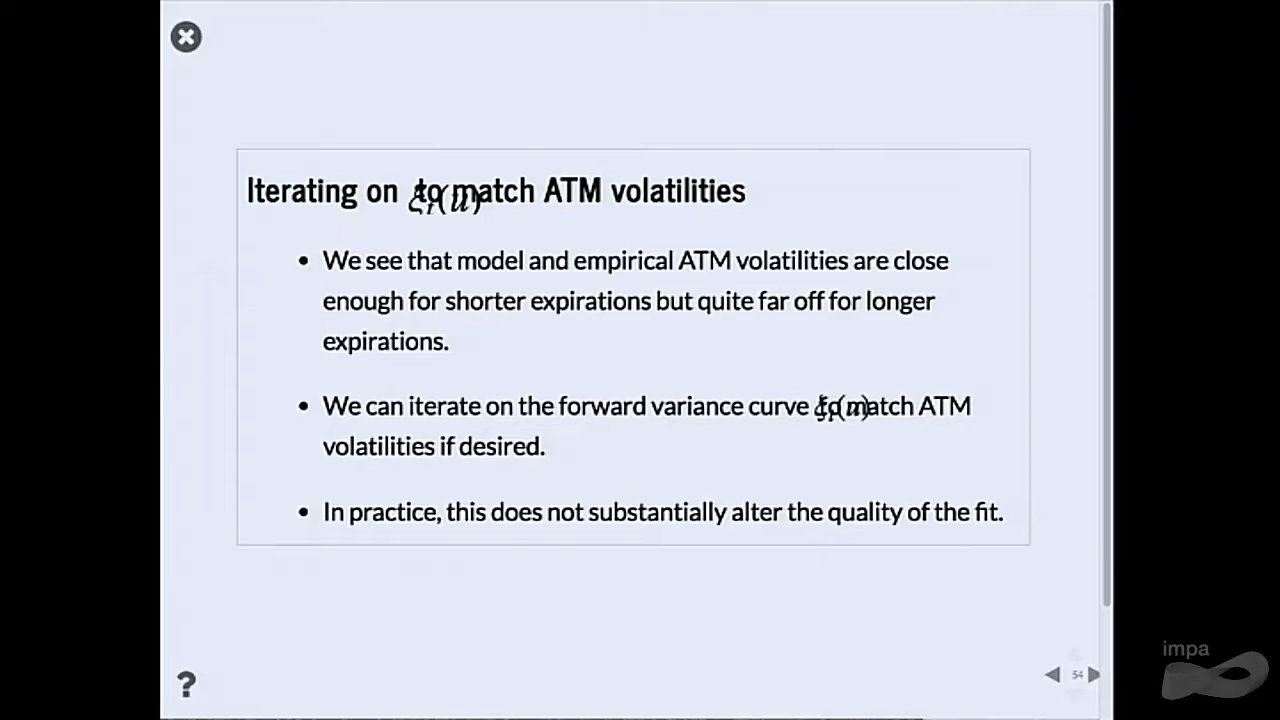 Iterating on ξₜ(u) to match ATM volatilities
• We see that model and empirical ATM volatilities are close
enough for shorter expirations but quite far off for longer
expirations.
• We can iterate on the forward variance curve ξₜ(u) to match ATM
volatilities if desired.
• In practice, this does not substantially alter the quality of the fit.
?
54
impa